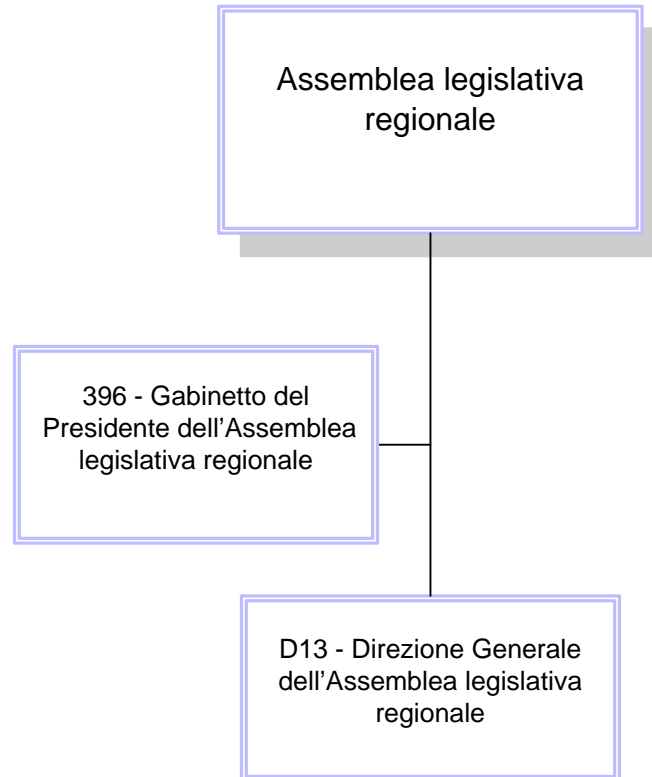 Assemblea legislativa
regionale
396 - Gabinetto del
Presidente dell’Assemblea
legislativa regionale
D13 - Direzione Generale
dell’Assemblea legislativa
regionale